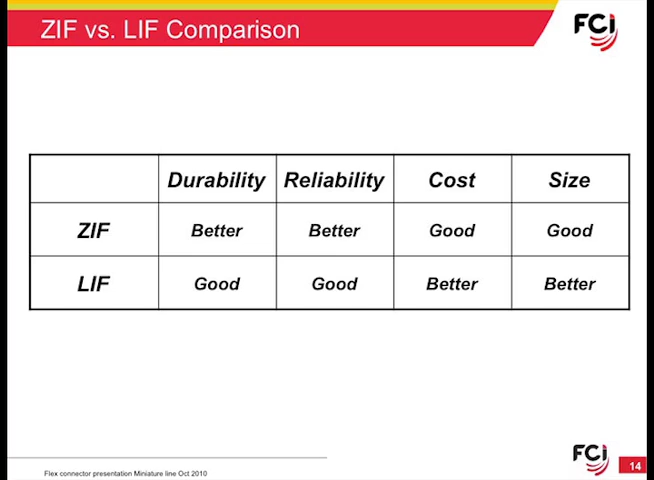 ZIF vs. LIF Comparison
FCi
Durability Reliability Cost Size
ZIF Better Better Good Good
LIF Good Good Better Better
Flex connector presentation Miniature line Oct 2010
FCi
14